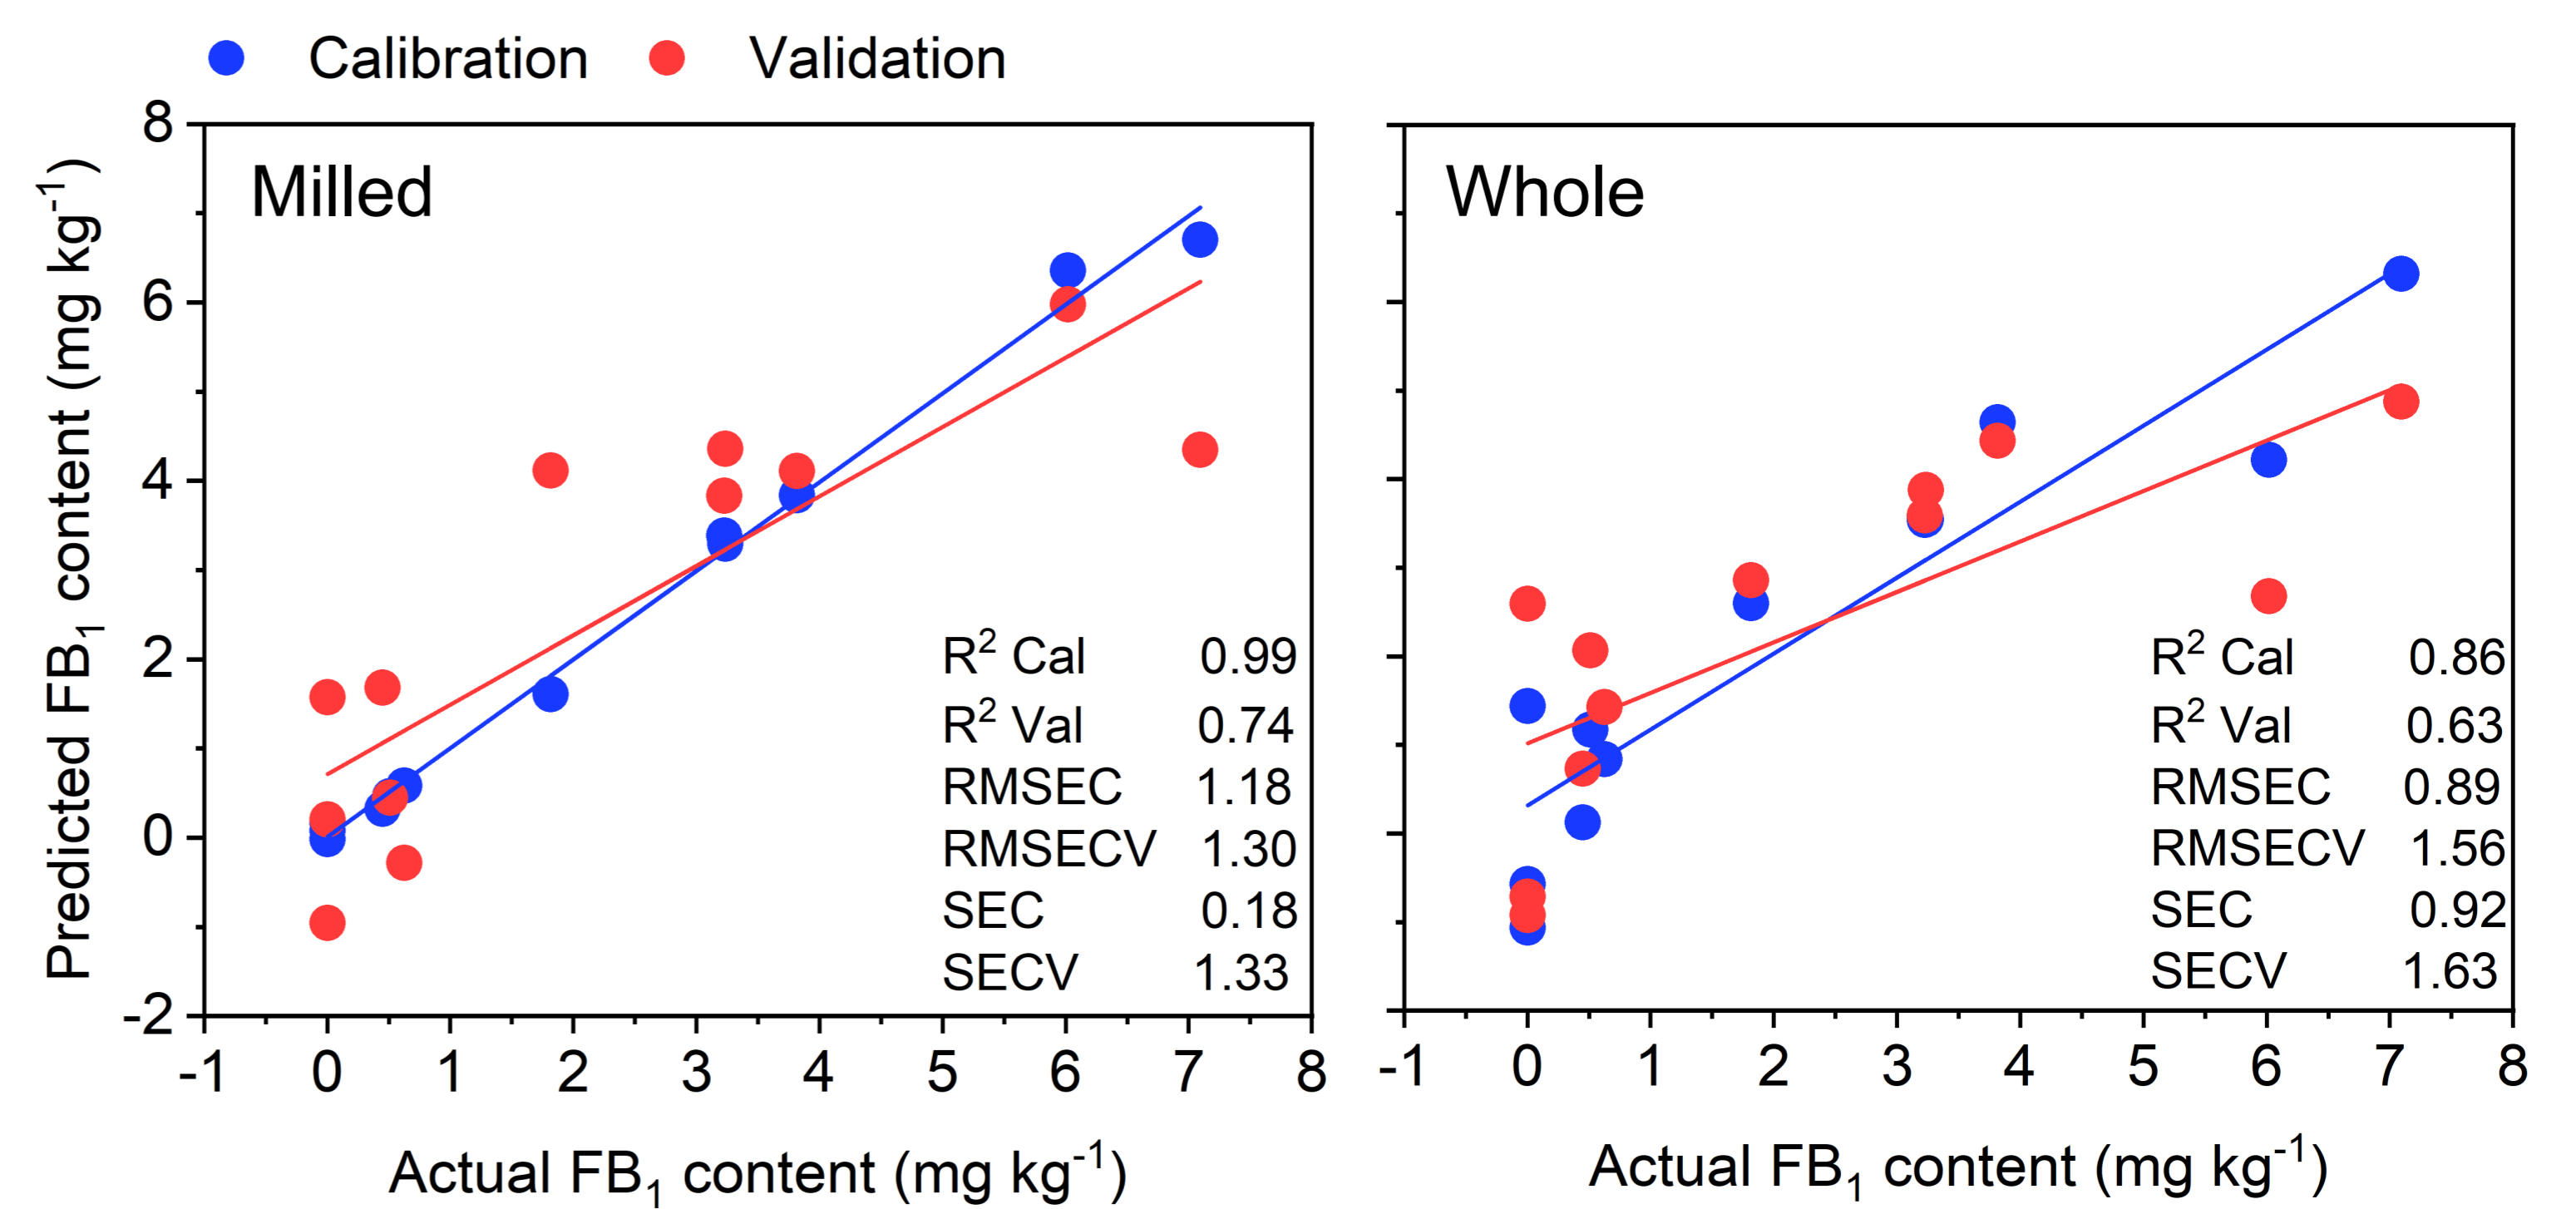 Calibration Validation
Milled
Predicted FB₁ content (mg kg⁻¹)
8
6
4
2
0
-2
R² Cal 0.99
R² Val 0.74
RMSEC 1.18
RMSECV 1.30
SEC 0.18
SECV 1.33
-1 0 1 2 3 4 5 6 7 8
Actual FB₁ content (mg kg⁻¹)
Whole
R² Cal 0.86
R² Val 0.63
RMSEC 0.89
RMSECV 1.56
SEC 0.92
SECV 1.63
-1 0 1 2 3 4 5 6 7 8
Actual FB₁ content (mg kg⁻¹)